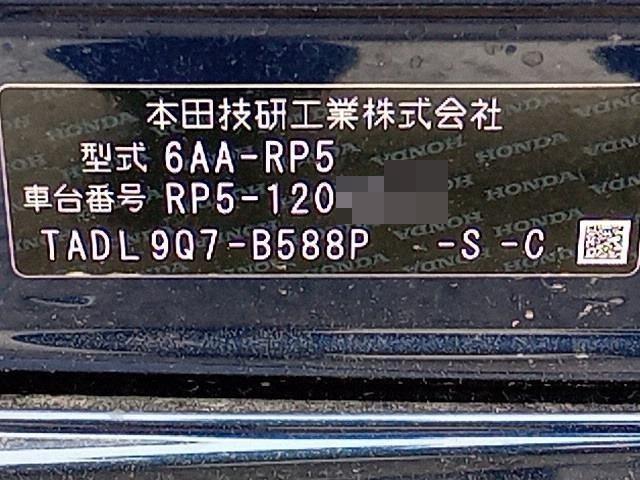 本田技研工業株式会社
型式 6AA-RP5
車台番号 RP5-120
TADL9Q7-B588P -S -C